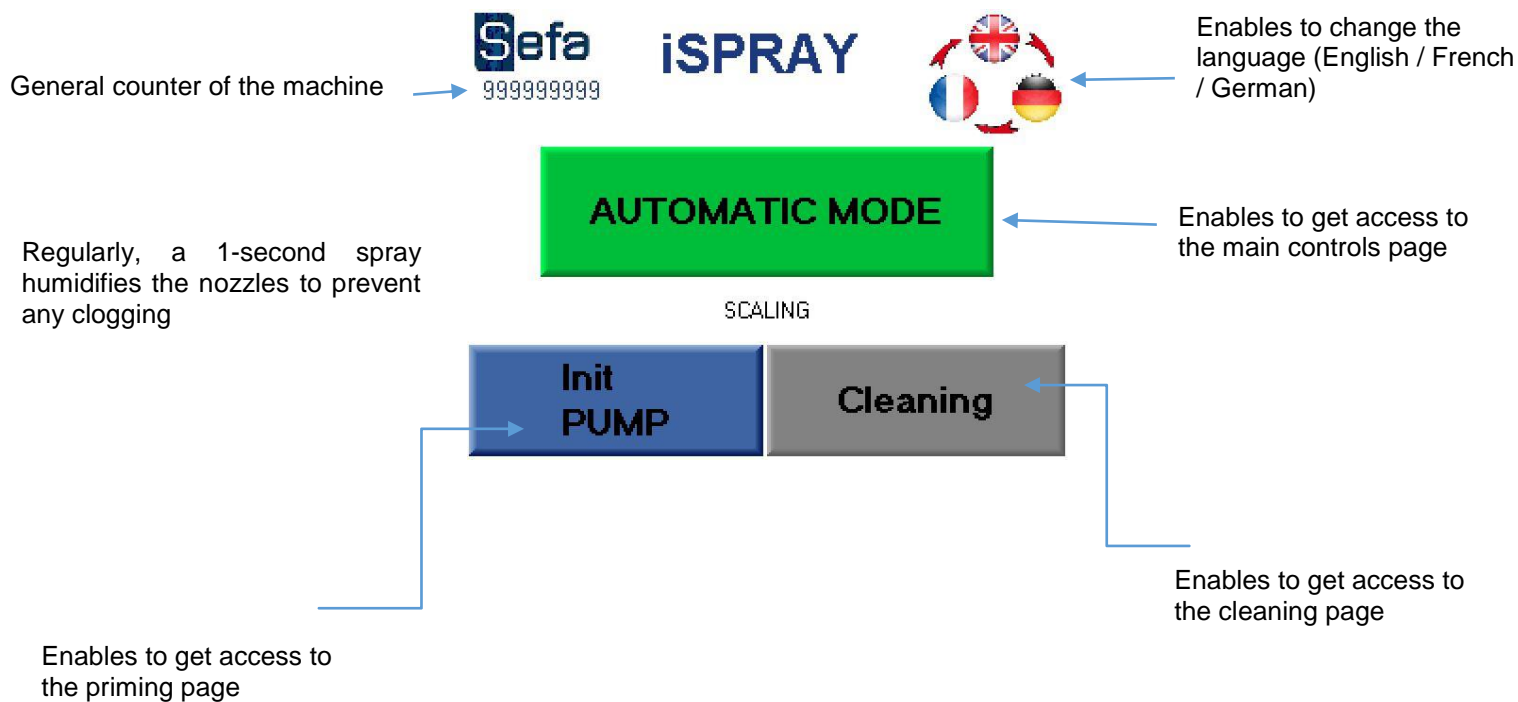 Sefa
iSPRAY
Enables to change the
language (English / French
/ German)
General counter of the machine
999999999
AUTOMATIC MODE
Enables to get access to
the main controls page
Regularly, a 1-second spray
humidifies the nozzles to prevent
any clogging
SCALING
Init
PUMP
Cleaning
Enables to get access to
the cleaning page
Enables to get access to
the priming page